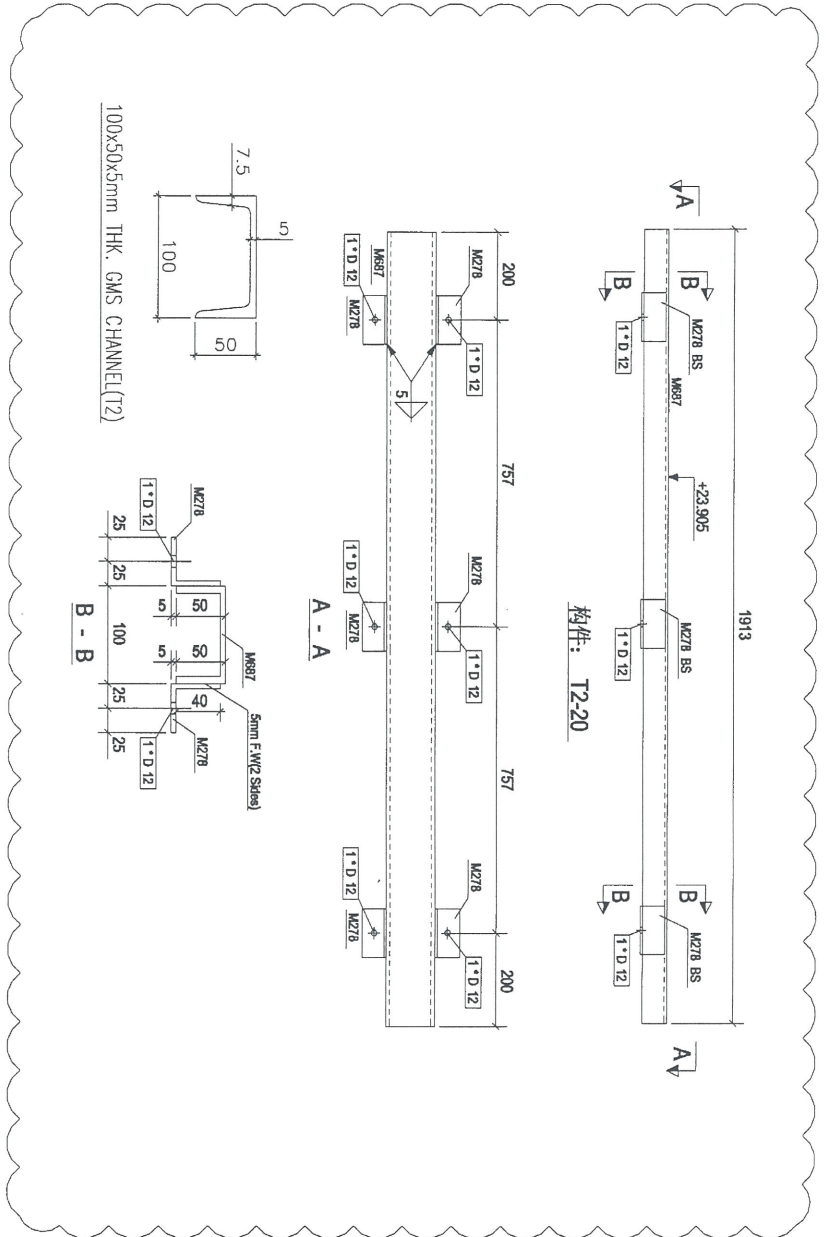 1913
A
A
B
B
B
B
M278 BS
M278 BS
M278 BS
1*D 12
1*D 12
1*D 12
M687
+23.905
构件: T2-20
200
757
757
200
M278
1*D 12
M278
1*D 12
M278
1*D 12
5
M687
1*D 12
M278
1*D 12
M278
1*D 12
M278
A - A
7.5
5
100
50
100x50x5mm THK. GMS CHANNEL(T2)
M687
5mm F.W(2 Sides)
M278
1*D 12
M278
1*D 12
50
50
40
5
5
25
25
100
25
25
B - B